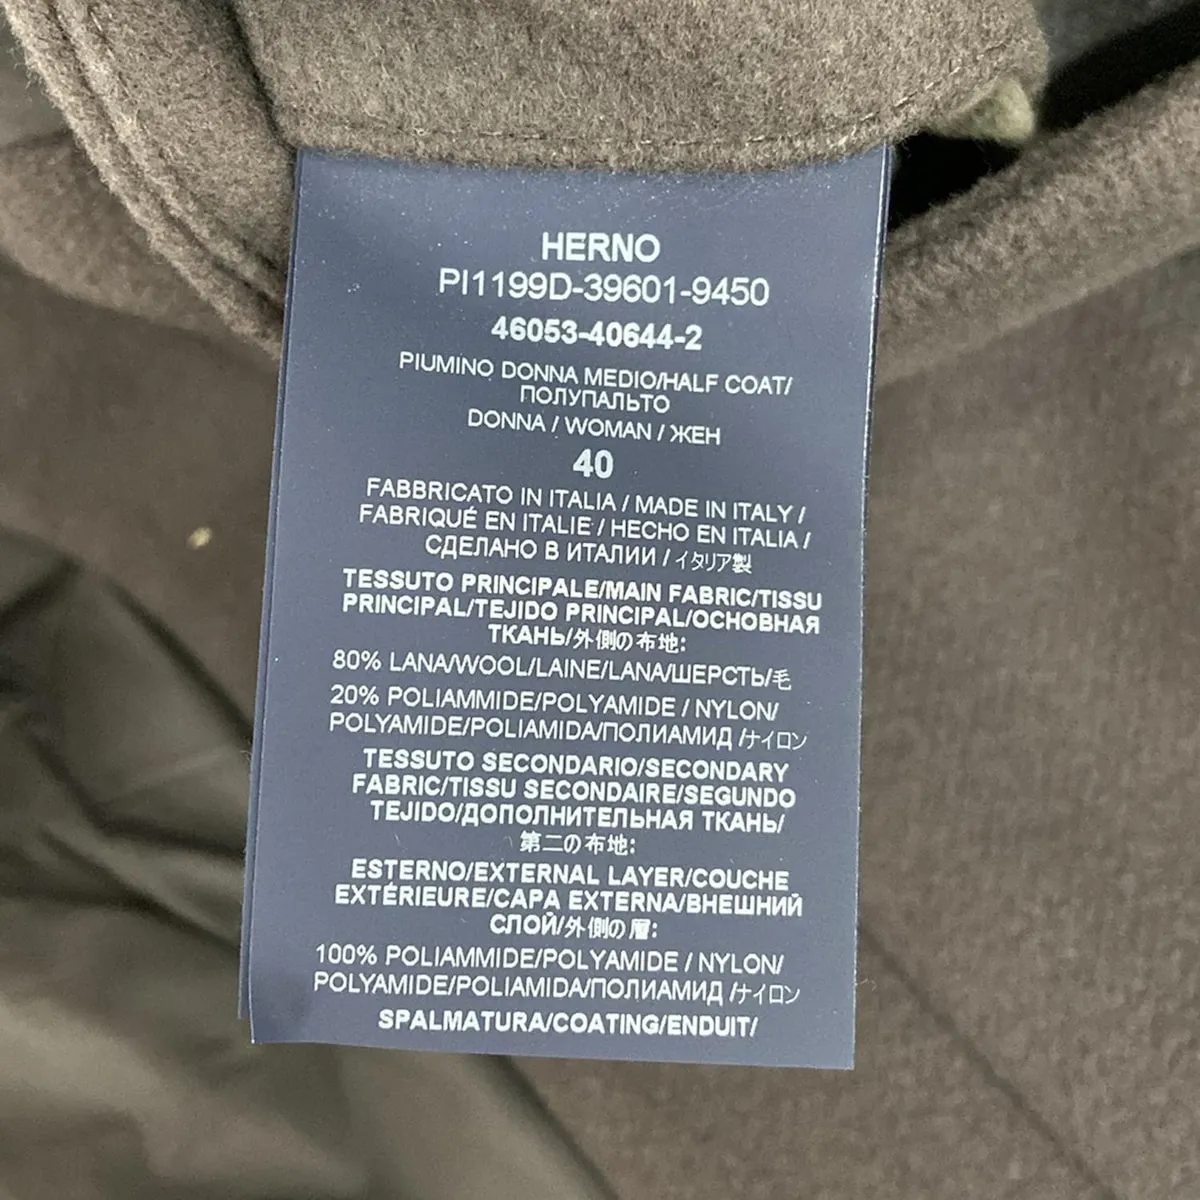 HERNO
PI1199D-39601-9450
46053-40644-2
PIUMINO DONNA MEDIO/HALF COAT/
ПОЛУПАЛЬТО
DONNA / WOMAN / ЖЕН
40
FABBRICATO IN ITALIA / MADE IN ITALY /
FABRIQUÉ EN ITALIE / HECHO EN ITALIA /
СДЕЛАНО В ИТАЛИИ / イタリア製
TESSUTO PRINCIPALE/MAIN FABRIC/TISSU
PRINCIPAL/TEJIDO PRINCIPAL/ОСНОВНАЯ
ТКАНЬ/外側の布地:
80% LANA/WOOL/LAINE/LANA/ШЕРСТЬ/毛
20% POLIAMMIDE/POLYAMIDE / NYLON/
POLYAMIDE/POLIAMIDA/ПОЛИАМИД /ナイロン
TESSUTO SECONDARIO/SECONDARY
FABRIC/TISSU SECONDAIRE/SEGUNDO
TEJIDO/ДОПОЛНИТЕЛЬНАЯ ТКАНЬ/
第二の布地:
ESTERNO/EXTERNAL LAYER/COUCHE
EXTÉRIEURE/CAPA EXTERNA/ВНЕШНИЙ
СЛОЙ/外側の層:
100% POLIAMMIDE/POLYAMIDE / NYLON/
POLYAMIDE/POLIAMIDA/ПОЛИАМИД /ナイロン
SPALMATURA/COATING/ENDUIT/